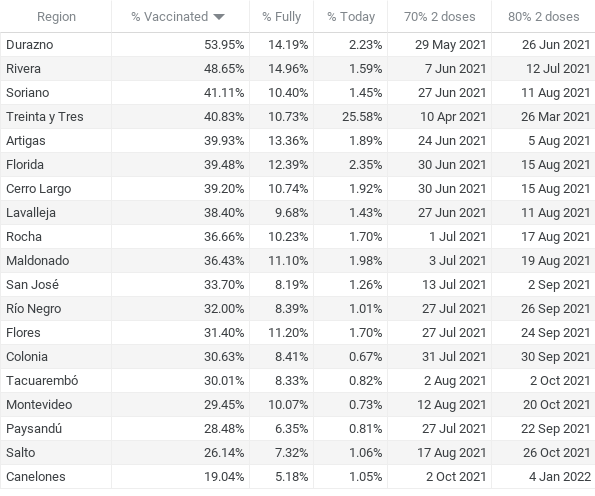 Region % Vaccinated % Fully % Today 70% 2 doses 80% 2 doses
Durazno 53.95% 14.19% 2.23% 29 May 2021 26 Jun 2021
Rivera 48.65% 14.96% 1.59% 7 Jun 2021 12 Jul 2021
Soriano 41.11% 10.40% 1.45% 27 Jun 2021 11 Aug 2021
Treinta y Tres 40.83% 10.73% 25.58% 10 Apr 2021 26 Mar 2021
Artigas 39.93% 13.36% 1.89% 24 Jun 2021 5 Aug 2021
Florida 39.48% 12.39% 2.35% 30 Jun 2021 15 Aug 2021
Cerro Largo 39.20% 10.74% 1.92% 30 Jun 2021 15 Aug 2021
Lavalleja 38.40% 9.68% 1.43% 27 Jun 2021 11 Aug 2021
Rocha 36.66% 10.23% 1.70% 1 Jul 2021 17 Aug 2021
Maldonado 36.43% 11.10% 1.98% 3 Jul 2021 19 Aug 2021
San José 33.70% 8.19% 1.26% 13 Jul 2021 2 Sep 2021
Río Negro 32.00% 8.39% 1.01% 27 Jul 2021 26 Sep 2021
Flores 31.40% 11.20% 1.70% 27 Jul 2021 24 Sep 2021
Colonia 30.63% 8.41% 0.67% 31 Jul 2021 30 Sep 2021
Tacuarembó 30.01% 8.33% 0.82% 2 Aug 2021 2 Oct 2021
Montevideo 29.45% 10.07% 0.73% 12 Aug 2021 20 Oct 2021
Paysandú 28.48% 6.35% 0.81% 27 Jul 2021 22 Sep 2021
Salto 26.14% 7.32% 1.06% 17 Aug 2021 26 Oct 2021
Canelones 19.04% 5.18% 1.05% 2 Oct 2021 4 Jan 2022